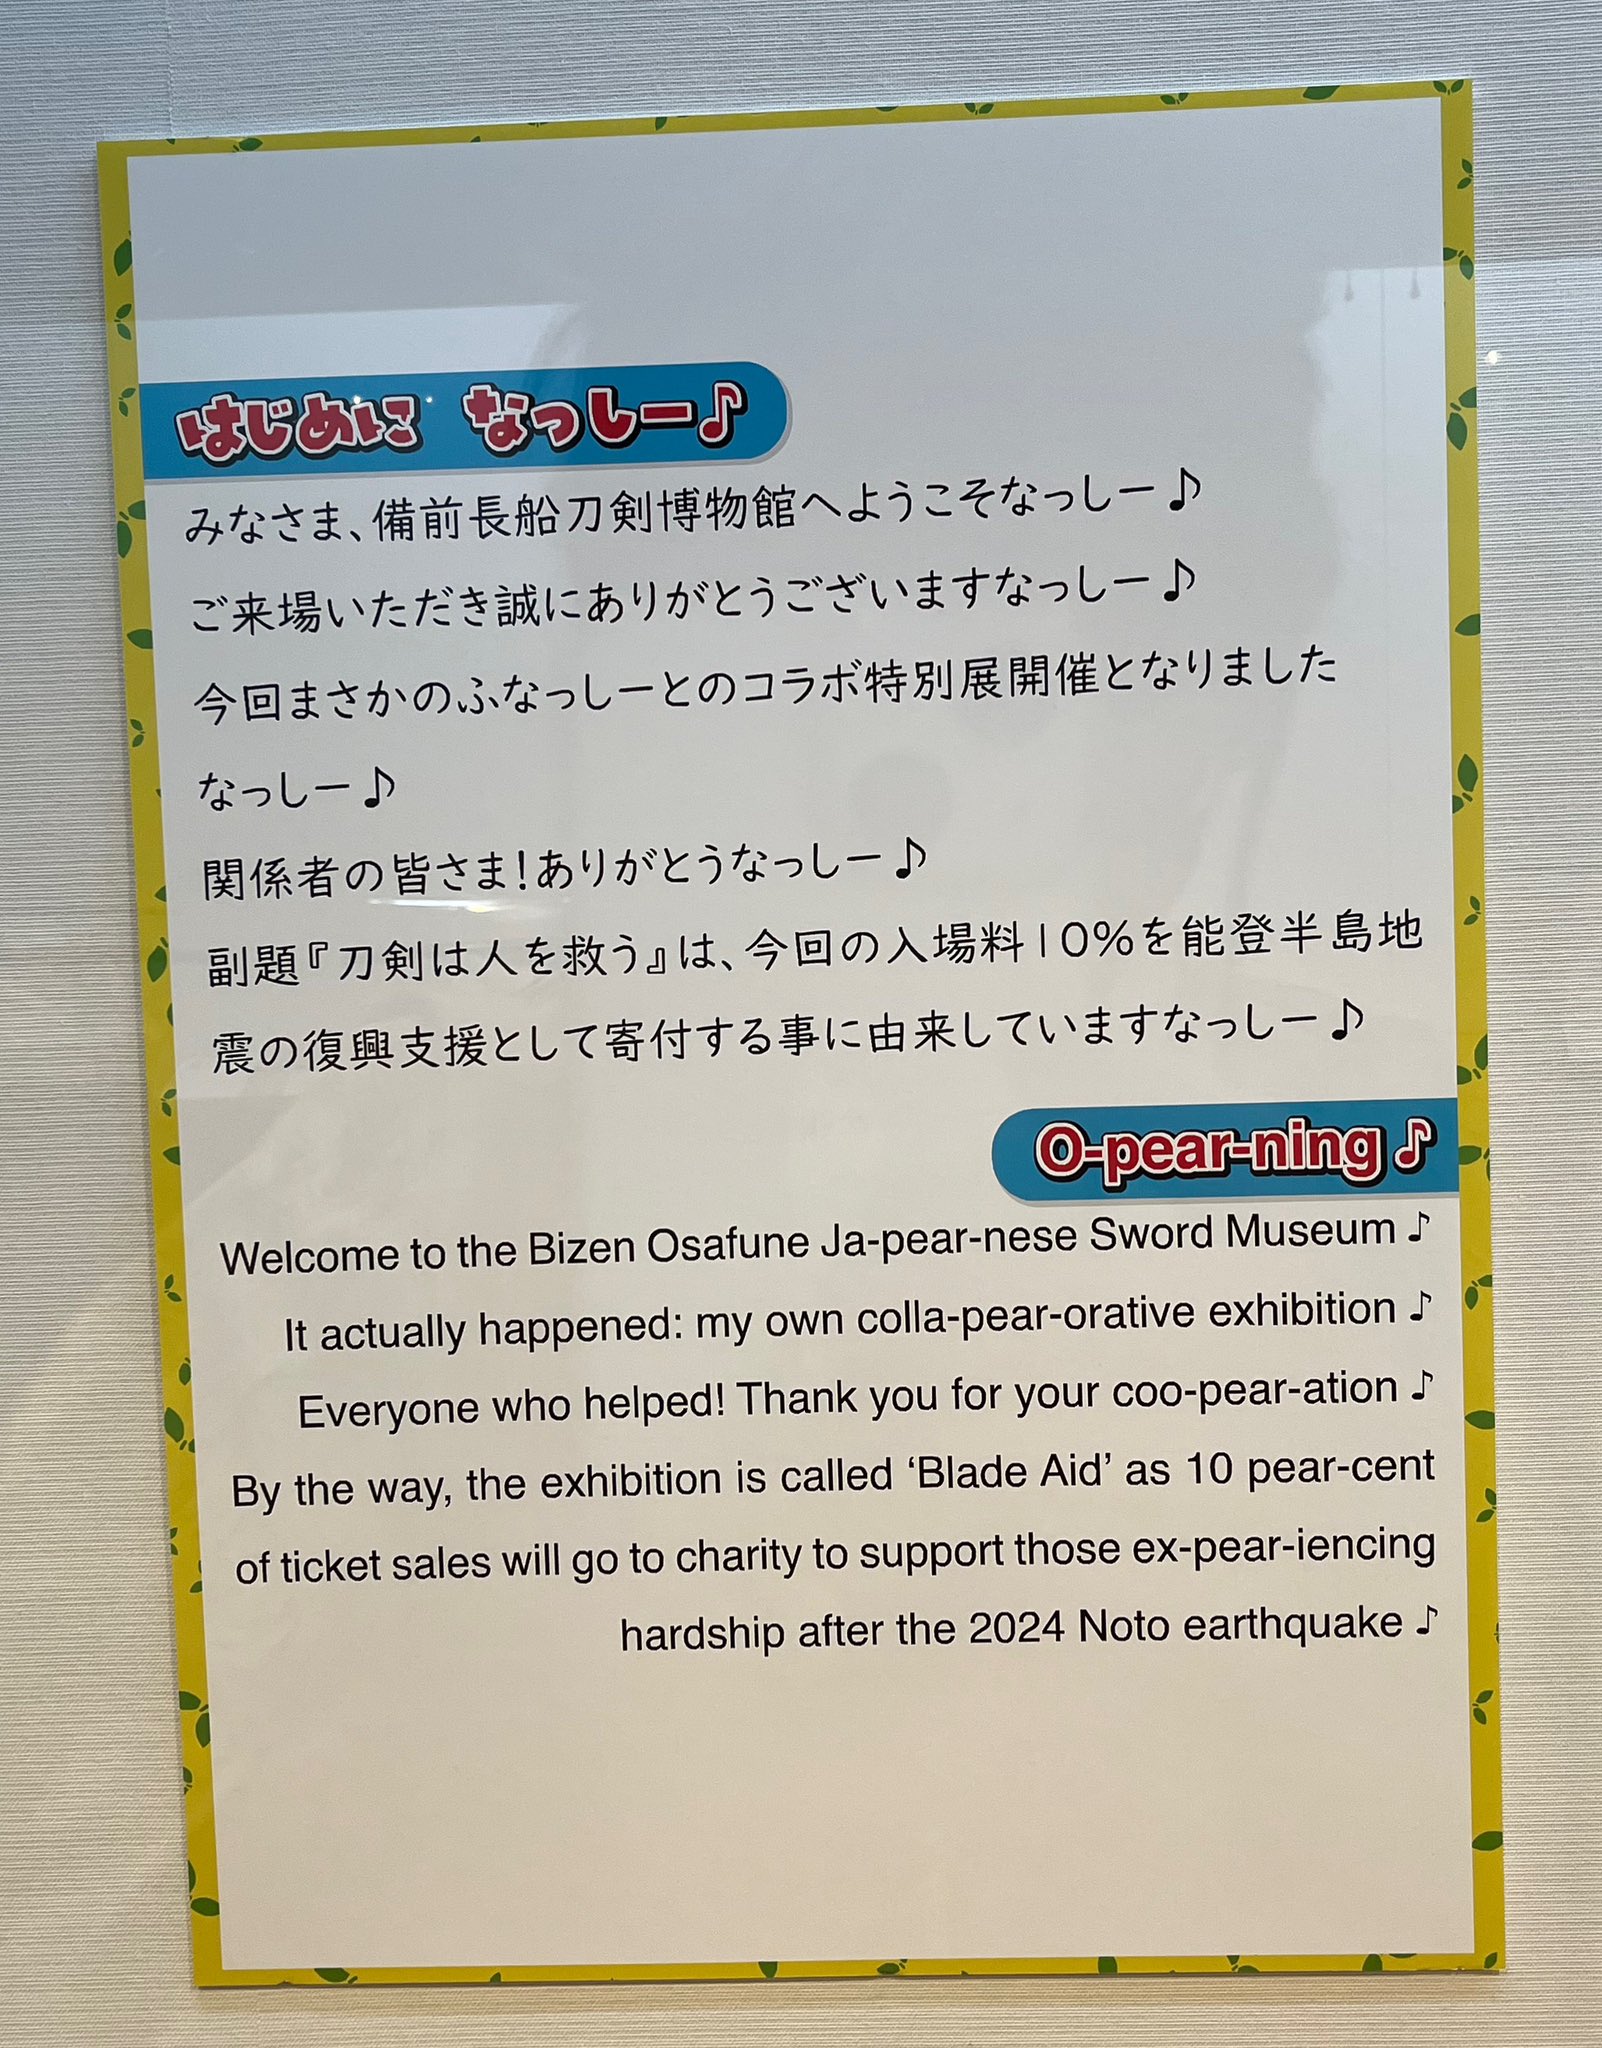 はじめに なっしー♪
みなさま、備前長船刀剣博物館へようこそなっしー♪
ご来場いただき誠にありがとうございますなっしー♪
今回まさかのふなっしーとのコラボ特別展開催となりました
なっしー♪
関係者の皆さま!ありがとうなっしー♪
副題『刀剣は人を救う』は、今回の入場料10%を能登半島地
震の復興支援として寄付する事に由来していますなっしー♪
O-pear-ning♪
Welcome to the Bizen Osafune Ja-pear-nese Sword Museum♪
It actually happened: my own colla-pear-orative exhibition♪
Everyone who helped! Thank you for your coo-pear-ation♪
By the way, the exhibition is called ‘Blade Aid’ as 10 pear-cent
of ticket sales will go to charity to support those ex-pear-iencing
hardship after the 2024 Noto earthquake♪